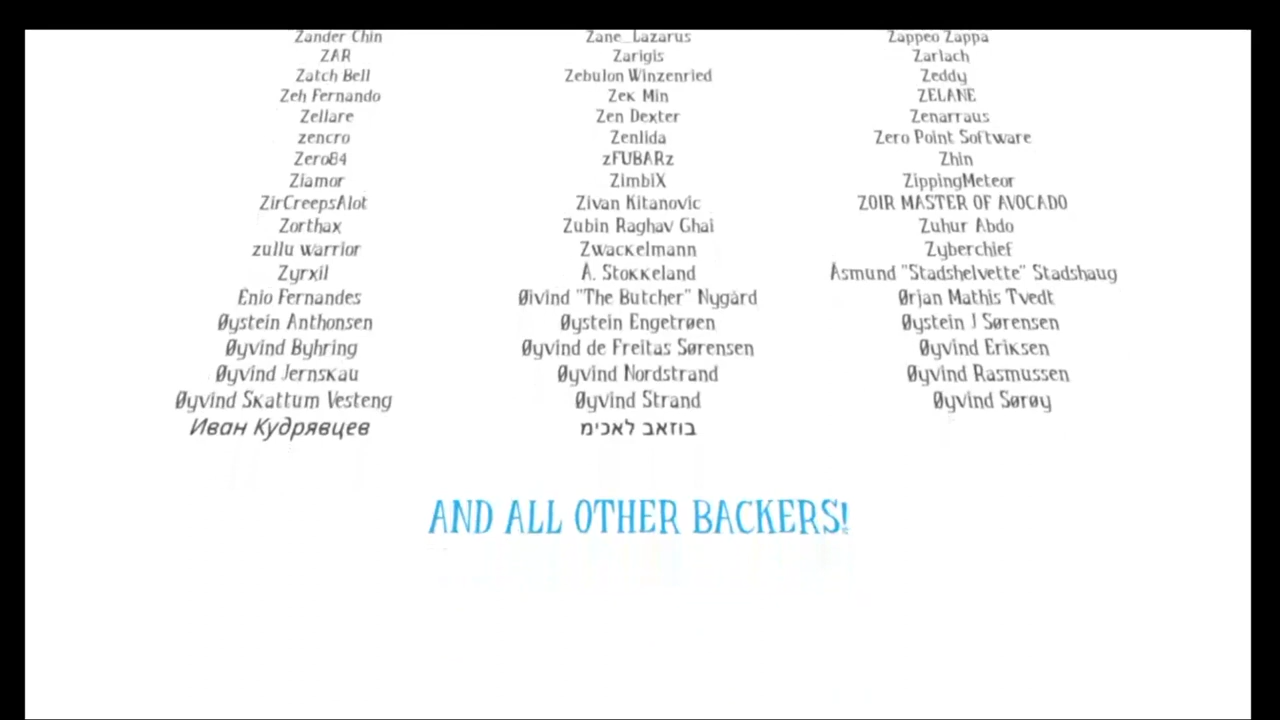 Zander Chin Zane_Lazarus Zappeo Zappa
ZAR Zarigis Zarlach
Zatch Bell Zebulon Winzenried Zeddy
Zeh Fernando Zek Min ZELANE
Zellare Zen Dexter Zenarraus
zencro Zenlida Zero Point Software
Zero84 zFUBARz Zhin
Ziamor ZimbiX ZippingMeteor
ZirCreepsAlot Zivan Kitanovic ZOIR MASTER OF AVOCADO
Zorthax Zubin Raghav Ghai Zuhur Abdo
zullu warrior Zwackelmann Zyberchief
Zyrxil Å. Stokkeland Åsmund "Stadshelvette" Stadshaug
Ênio Fernandes Øivind "The Butcher" Nygård Ørjan Mathis Tvedt
Øystein Anthonsen Øystein Engetrøen Øystein J Sørensen
Øyvind Byhring Øyvind de Freitas Sørensen Øyvind Eriksen
Øyvind Jernskau Øyvind Nordstrand Øyvind Rasmussen
Øyvind Skattum Vesteng Øyvind Strand Øyvind Sørøy
Иван Кудрявцев בוזאב לאכימ
AND ALL OTHER BACKERS!